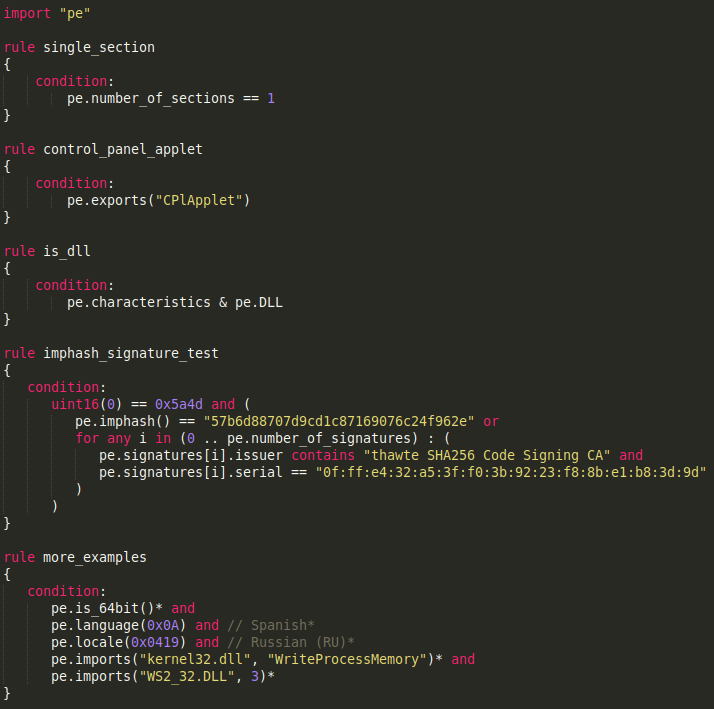 import "pe"
rule single_section
{
condition:
pe.number_of_sections == 1
}
rule control_panel_applet
{
condition:
pe.exports("CPlApplet")
}
rule is_dll
{
condition:
pe.characteristics & pe.DLL
}
rule imphash_signature_test
{
condition:
uint16(0) == 0x5a4d and (
pe.imphash() == "57b6d88707d9cd1c87169076c24f962e" or
for any i in (0 .. pe.number_of_signatures) : (
pe.signatures[i].issuer contains "thawte SHA256 Code Signing CA" and
pe.signatures[i].serial == "0f:ff:e4:32:a5:3f:f0:3b:92:23:f8:8b:e1:b8:3d:9d"
)
)
}
rule more_examples
{
condition:
pe.is_64bit()* and
pe.language(0x0A) and // Spanish*
pe.locale(0x0419) and // Russian (RU)*
pe.imports("kernel32.dll", "WriteProcessMemory")* and
pe.imports("WS2_32.DLL", 3)*
}